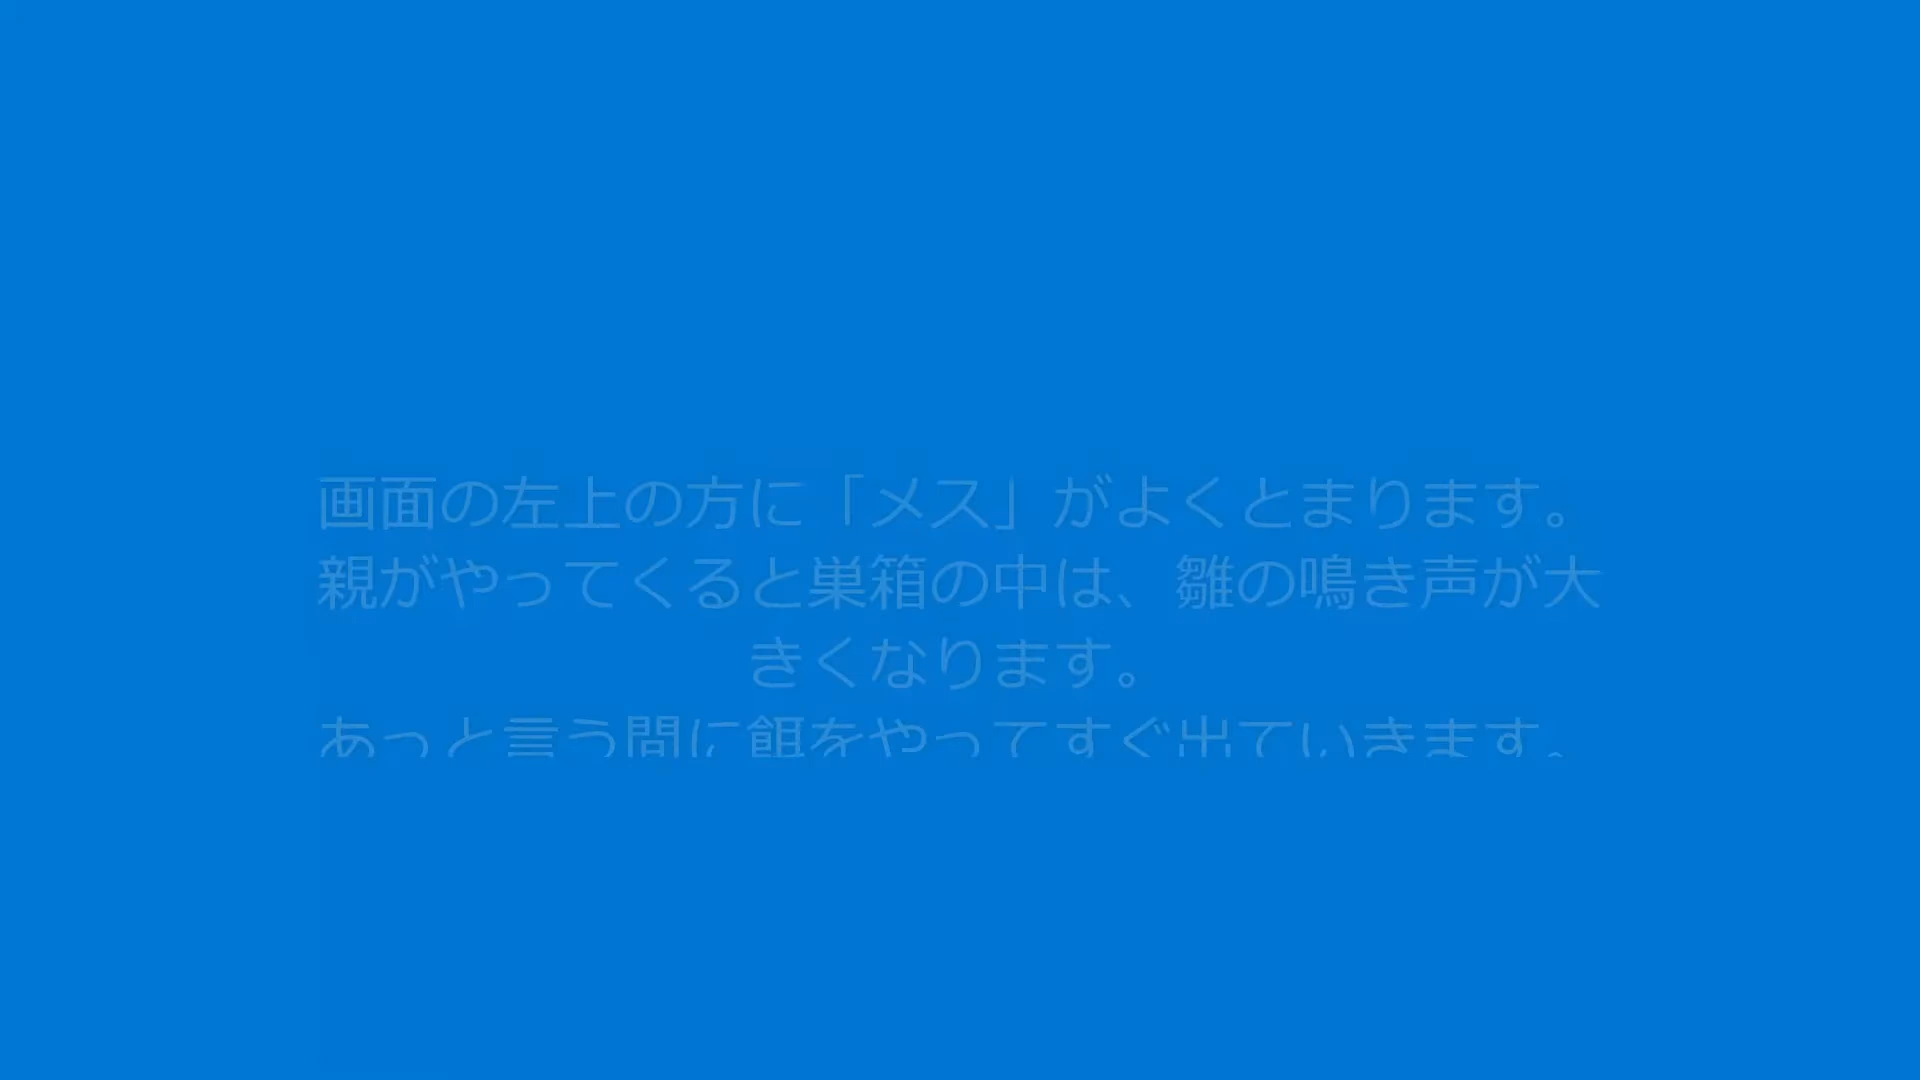 画面の左上の方に「メス」がよくとまります。
親がやってくると巣箱の中は、雛の鳴き声が大
きくなります。
あっと言う間に餌をやってすぐ出ていきます。